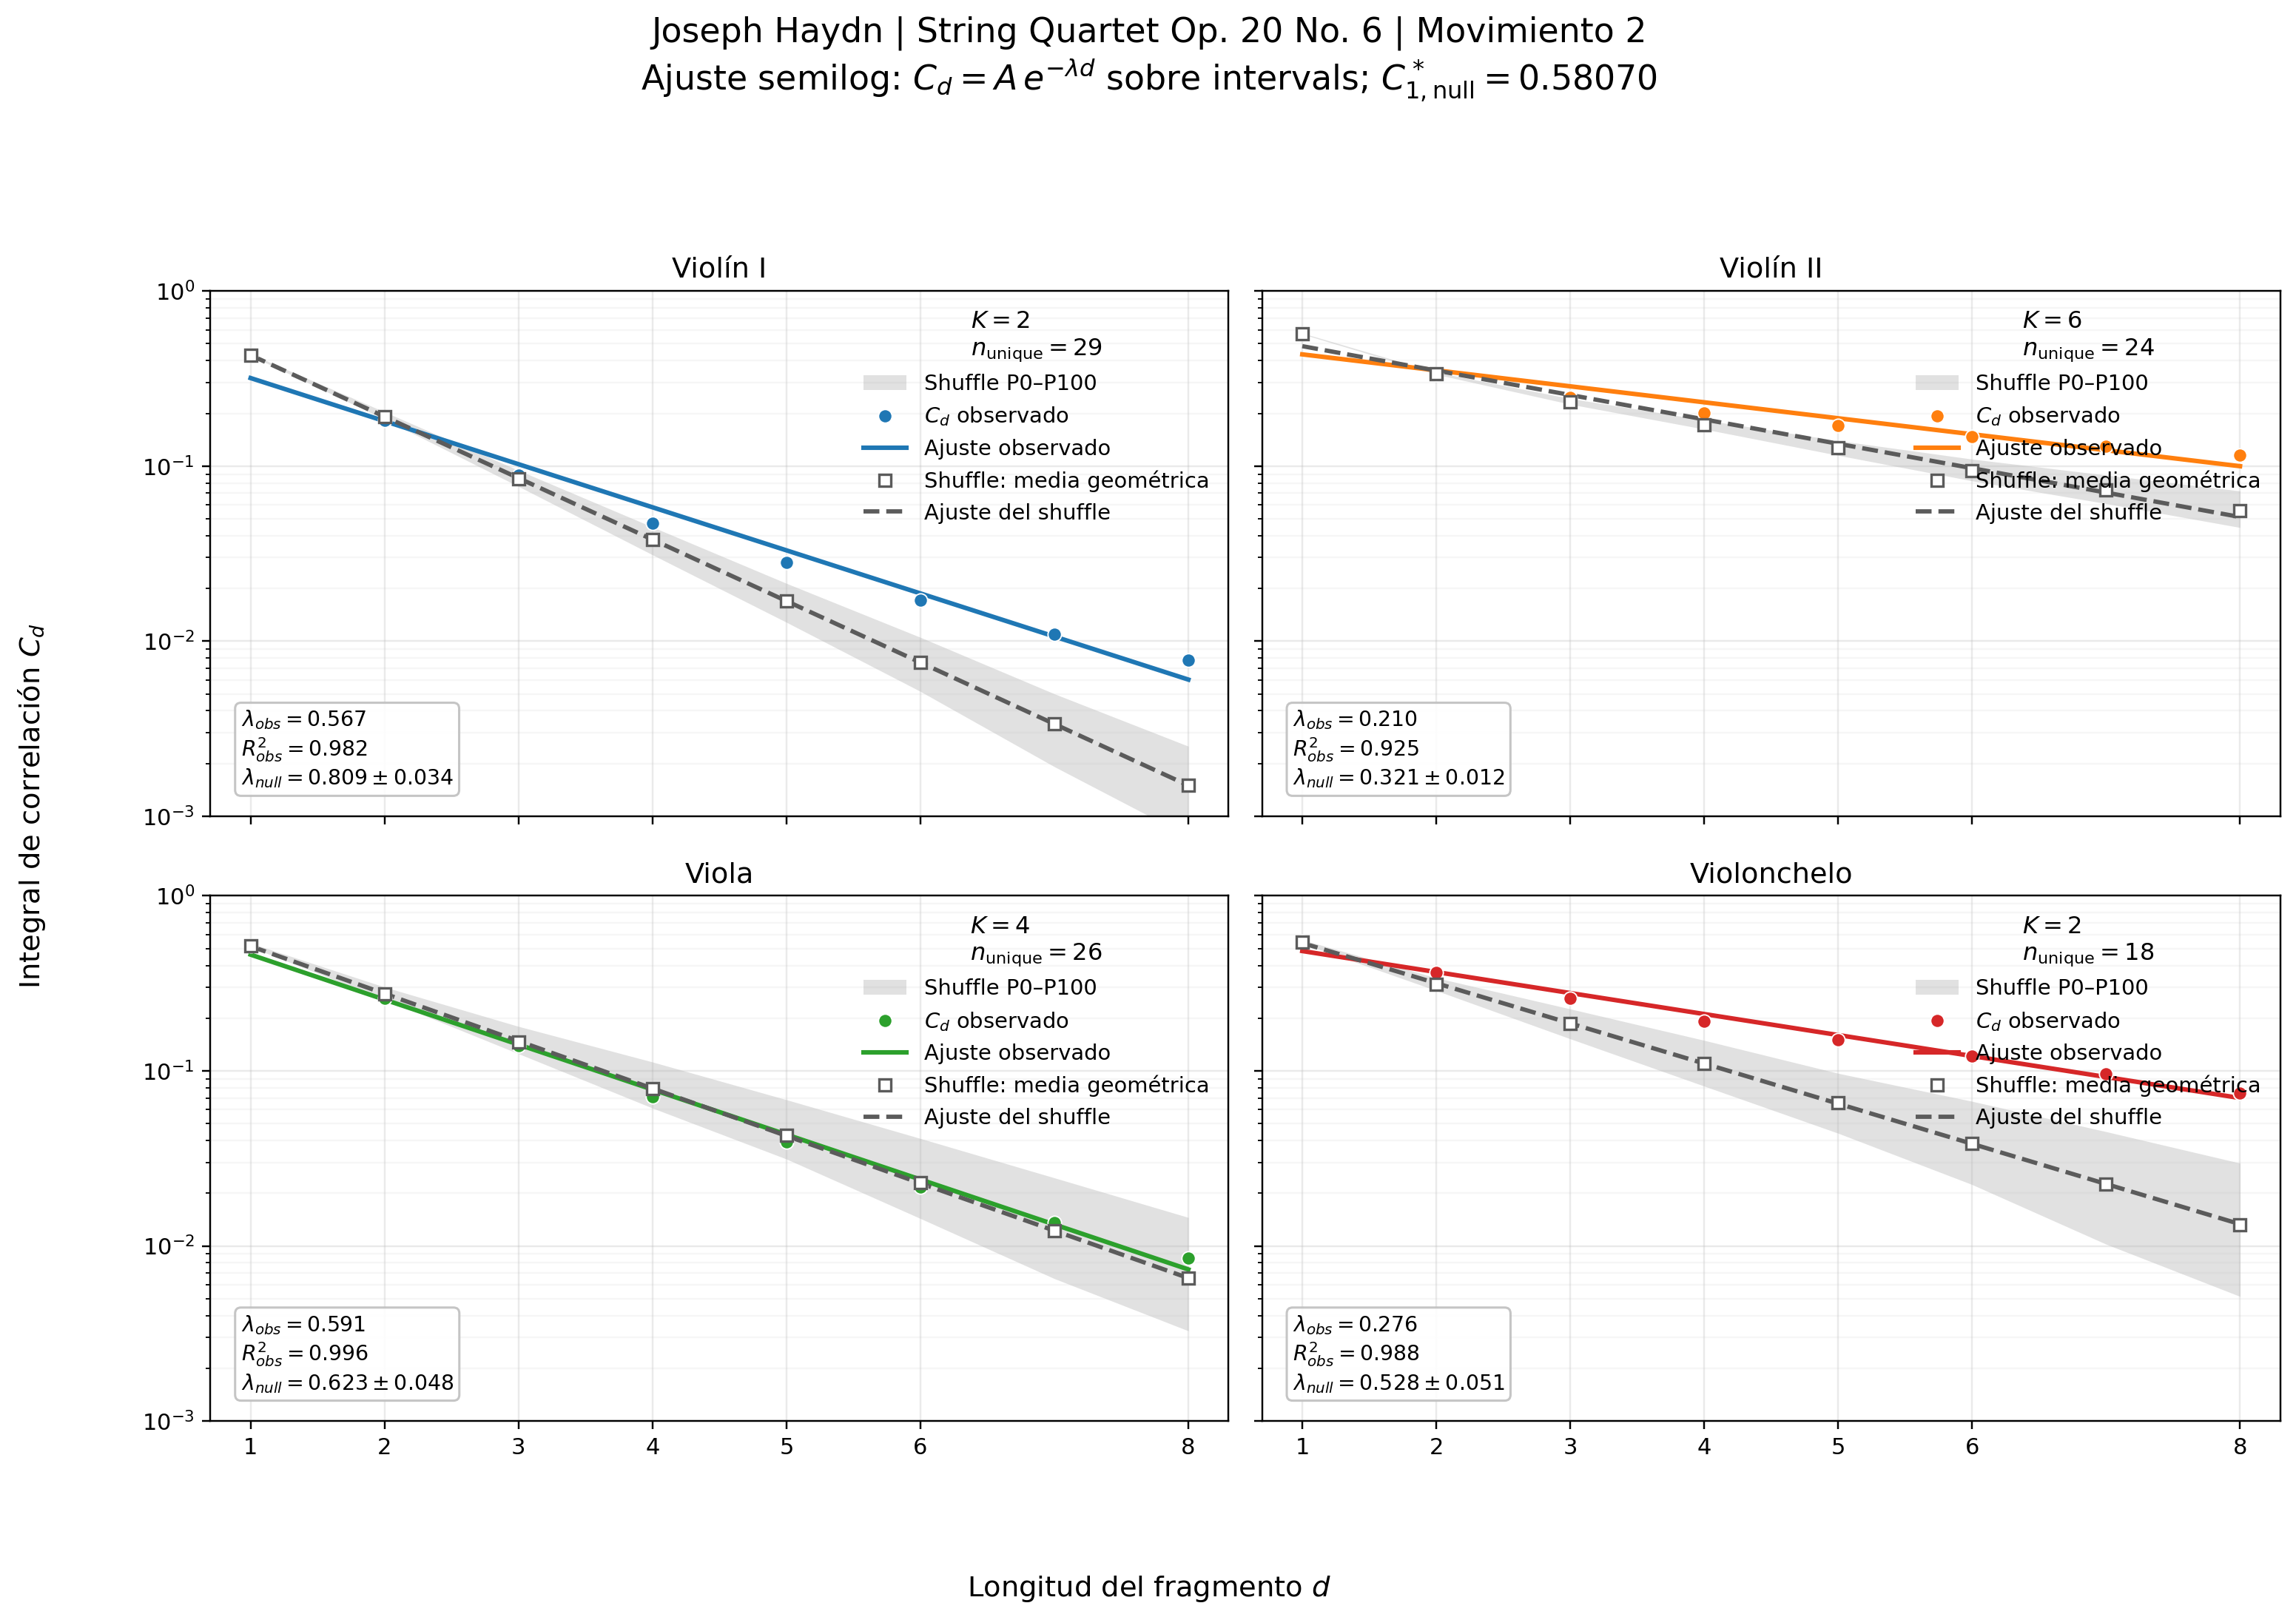 Joseph Haydn | String Quartet Op. 20 No. 6 | Movimiento 2
Ajuste semilog: $C_d = A e^{-\lambda d}$ sobre intervals; $C^*_{1,\mathrm{null}} = 0.58070$
Integral de correlación $C_d$
Violín I
10⁰
10⁻¹
10⁻²
10⁻³
K = 2
n_unique = 29
Shuffle P0–P100
C_d observado
Ajuste observado
Shuffle: media geométrica
Ajuste del shuffle
λ_obs = 0.567
R²_obs = 0.982
λ_null = 0.809 ± 0.034
Violín II
K = 6
n_unique = 24
Shuffle P0–P100
C_d observado
Ajuste observado
Shuffle: media geométrica
Ajuste del shuffle
λ_obs = 0.210
R²_obs = 0.925
λ_null = 0.321 ± 0.012
Viola
10⁰
10⁻¹
10⁻²
10⁻³
K = 4
n_unique = 26
Shuffle P0–P100
C_d observado
Ajuste observado
Shuffle: media geométrica
Ajuste del shuffle
λ_obs = 0.591
R²_obs = 0.996
λ_null = 0.623 ± 0.048
1 2 3 4 5 6 8
Violonchelo
K = 2
n_unique = 18
Shuffle P0–P100
C_d observado
Ajuste observado
Shuffle: media geométrica
Ajuste del shuffle
λ_obs = 0.276
R²_obs = 0.988
λ_null = 0.528 ± 0.051
1 2 3 4 5 6 8
Longitud del fragmento d